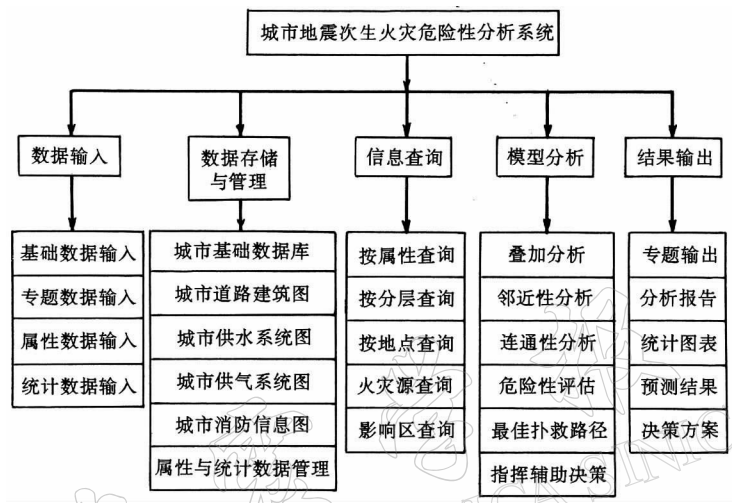 城市地震次生火灾危险性分析系统
数据输入
数据存储
与管理
信息查询
模型分析
结果输出
基础数据输入
专题数据输入
属性数据输入
统计数据输入
城市基础数据库
城市道路建筑图
城市供水系统图
城市供气系统图
城市消防信息图
属性与统计数据管理
按属性查询
按分层查询
按地点查询
火灾源查询
影响区查询
叠加分析
邻近性分析
连通性分析
危险性评估
最佳扑救路径
指挥辅助决策
专题输出
分析报告
统计图表
预测结果
决策方案